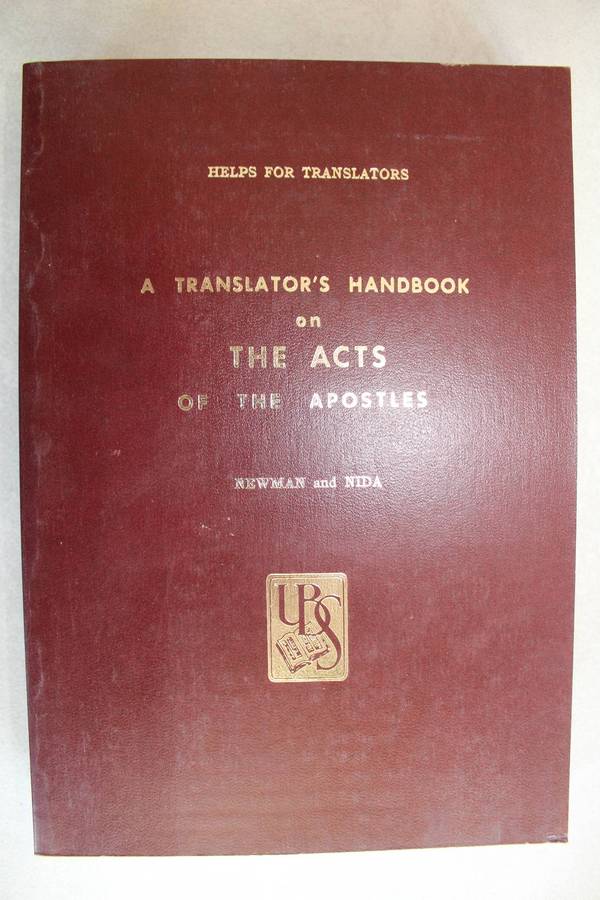 HELPS FOR TRANSLATORS
A TRANSLATOR'S HANDBOOK
on
THE ACTS
OF THE APOSTLES
NEWMAN and NIDA
UBS